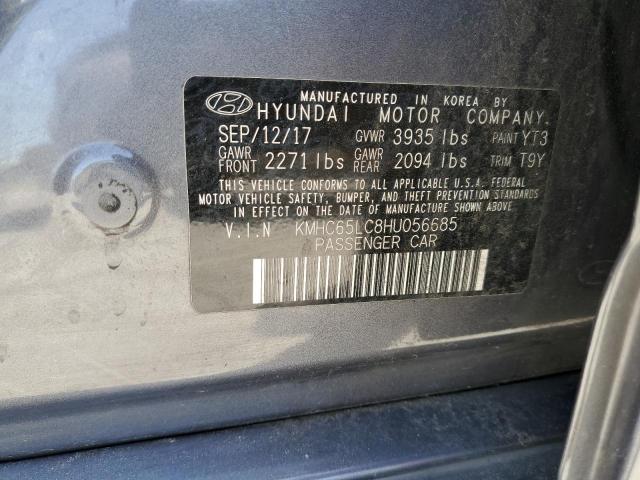 MANUFACTURED IN KOREA BY
HYUNDAI MOTOR COMPANY.
SEP/12/17 GVWR 3935 lbs PAINT YT3
GAWR FRONT 2271 lbs GAWR REAR 2094 lbs TRIM T9Y
THIS VEHICLE CONFORMS TO ALL APPLICABLE U.S.A. FEDERAL
MOTOR VEHICLE SAFETY, BUMPER, AND THEFT PREVENTION STANDARDS
IN EFFECT ON THE DATE OF MANUFACTURE SHOWN ABOVE.
V.I.N KMHC65LC8HU056685
PASSENGER CAR